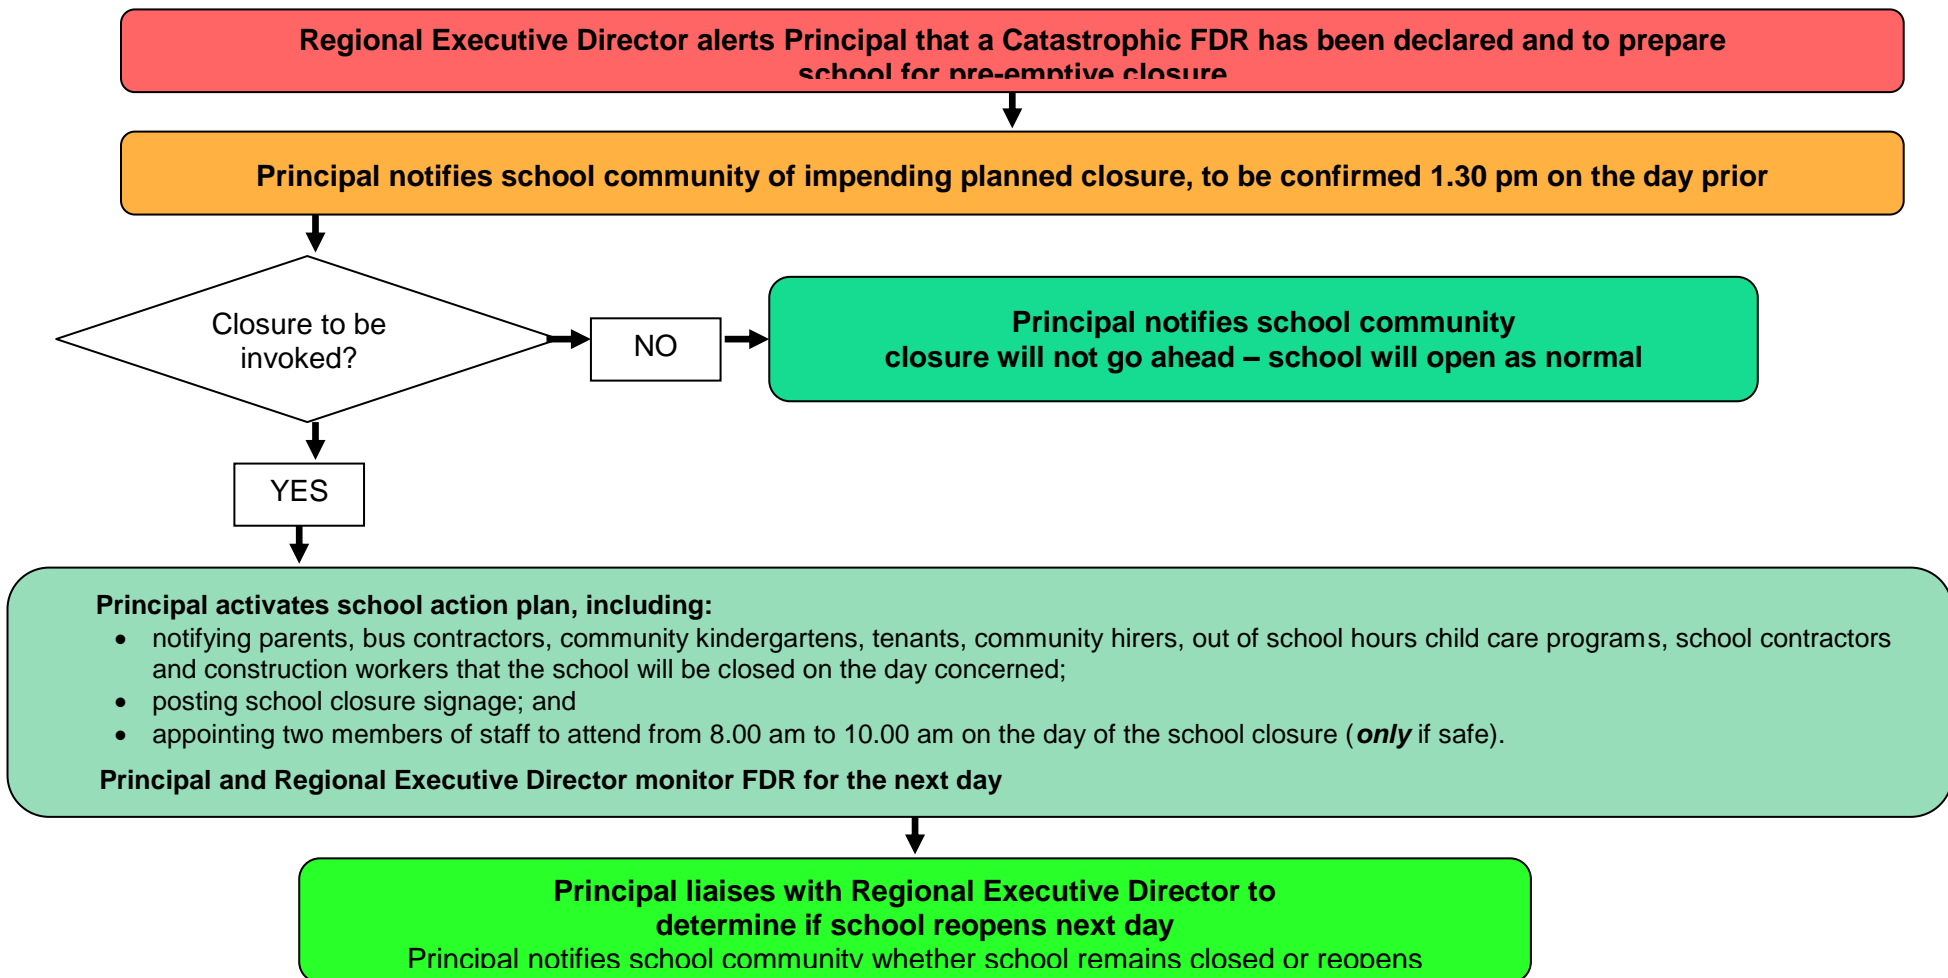 Regional Executive Director alerts Principal that a Catastrophic FDR has been declared and to prepare
school for pre-emptive closure
Principal notifies school community of impending planned closure, to be confirmed 1.30 pm on the day prior
Closure to be
invoked?
NO
Principal notifies school community
closure will not go ahead – school will open as normal
YES
Principal activates school action plan, including:
• notifying parents, bus contractors, community kindergartens, tenants, community hirers, out of school hours child care programs, school contractors
and construction workers that the school will be closed on the day concerned;
• posting school closure signage; and
• appointing two members of staff to attend from 8.00 am to 10.00 am on the day of the school closure (only if safe).
Principal and Regional Executive Director monitor FDR for the next day
Principal liaises with Regional Executive Director to
determine if school reopens next day
Principal notifies school community whether school remains closed or reopens